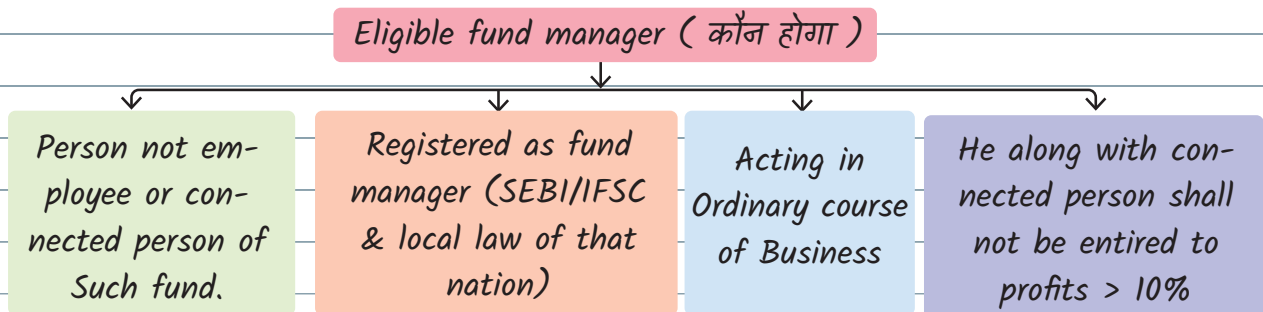 Eligible fund manager ( कौन होगा )
Person not em-
ployee or con-
nected person of
Such fund.
Registered as fund
manager (SEBI/IFSC
& local law of that
nation)
Acting in
Ordinary course
of Business
He along with con-
nected person shall
not be entired to
profits > 10%